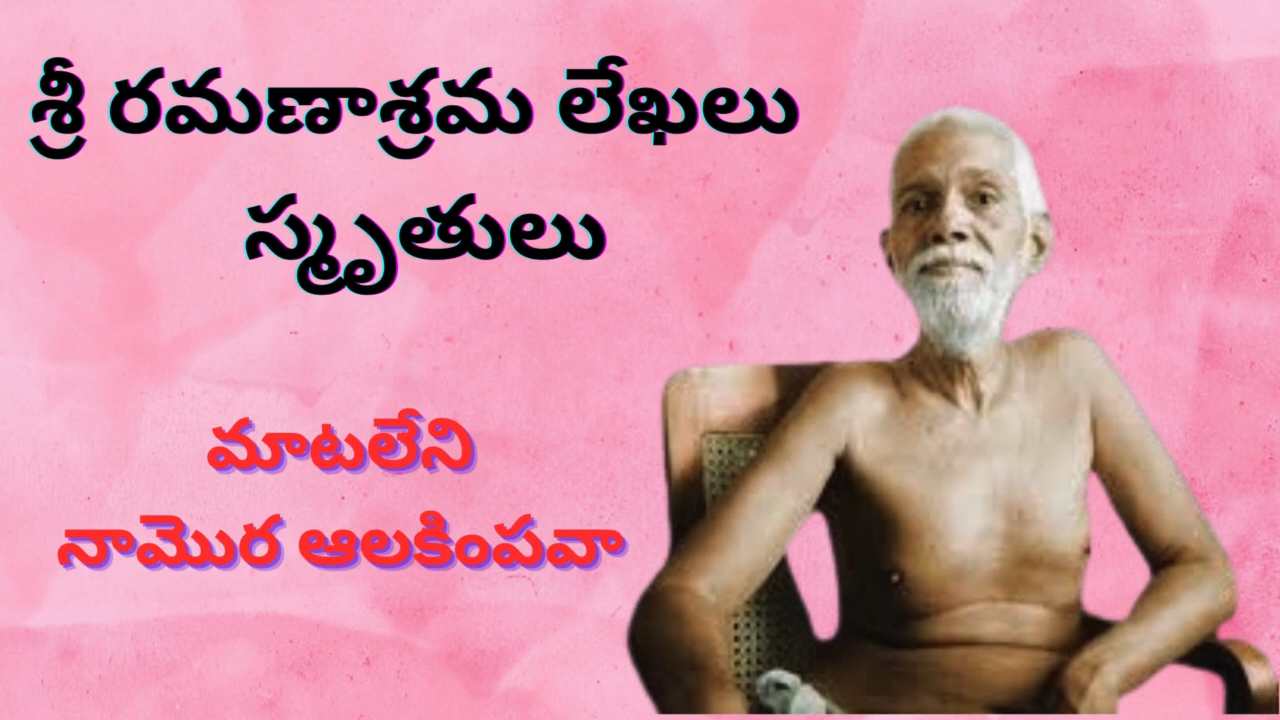 శ్రీ రమణాశ్రమ లేఖలు
స్మృతులు
మాటలేని
నామొర ఆలకింపవా